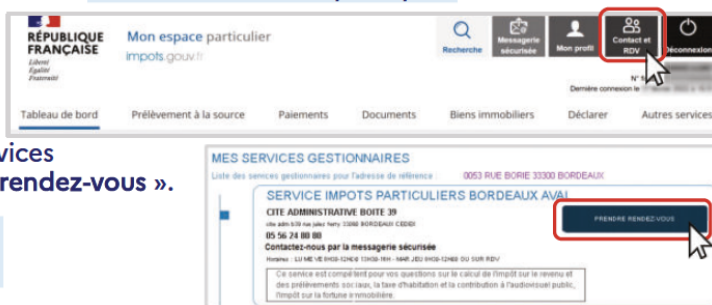 RÉPUBLIQUE
FRANÇAISE
Liberté
Égalité
Fraternité
Mon espace particulier
impots.gouv.fr
Recherche
Messagerie
sécurisée
Mon profil
Contact et
RDV
Déconnexion
N°
Dernière connexion le
Tableau de bord
Prélèvement à la source
Paiements
Documents
Biens immobiliers
Déclarer
Autres services
vices
rendez-vous ».
MES SERVICES GESTIONNAIRES
Liste des services gestionnaires pour l'adresse de référence : 0053 RUE BORIE 33300 BORDEAUX
SERVICE IMPOTS PARTICULIERS BORDEAUX AVAL
CITE ADMINISTRATIVE BOITE 39
BORDEAUX CEDEX
05 56 24 80 88
Contactez-nous par la messagerie sécurisée
PRENDRE RENDEZ-VOUS
Ce service est compétent pour vos questions sur le calcul de l'impôt sur le revenu et
des prélèvements sociaux, la taxe d'habitation et la contribution à l'audiovisuel public,
l'impôt sur la fortune immobilière.